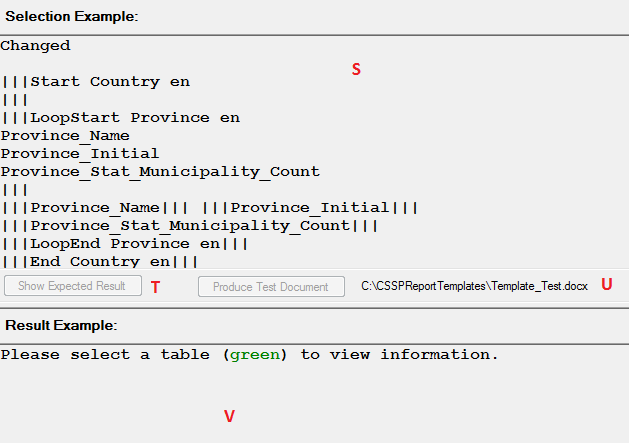 Selection Example:
Changed
S
|||Start Country en
|||
|||LoopStart Province en
Province_Name
Province_Initial
Province_Stat_Municipality_Count
|||
|||Province_Name||| |||Province_Initial|||
|||Province_Stat_Municipality_Count|||
|||LoopEnd Province en|||
|||End Country en|||
Show Expected Result T Produce Test Document C:\CSSPReportTemplates\Template_Test.docx U
Result Example:
Please select a table (green) to view information.
V